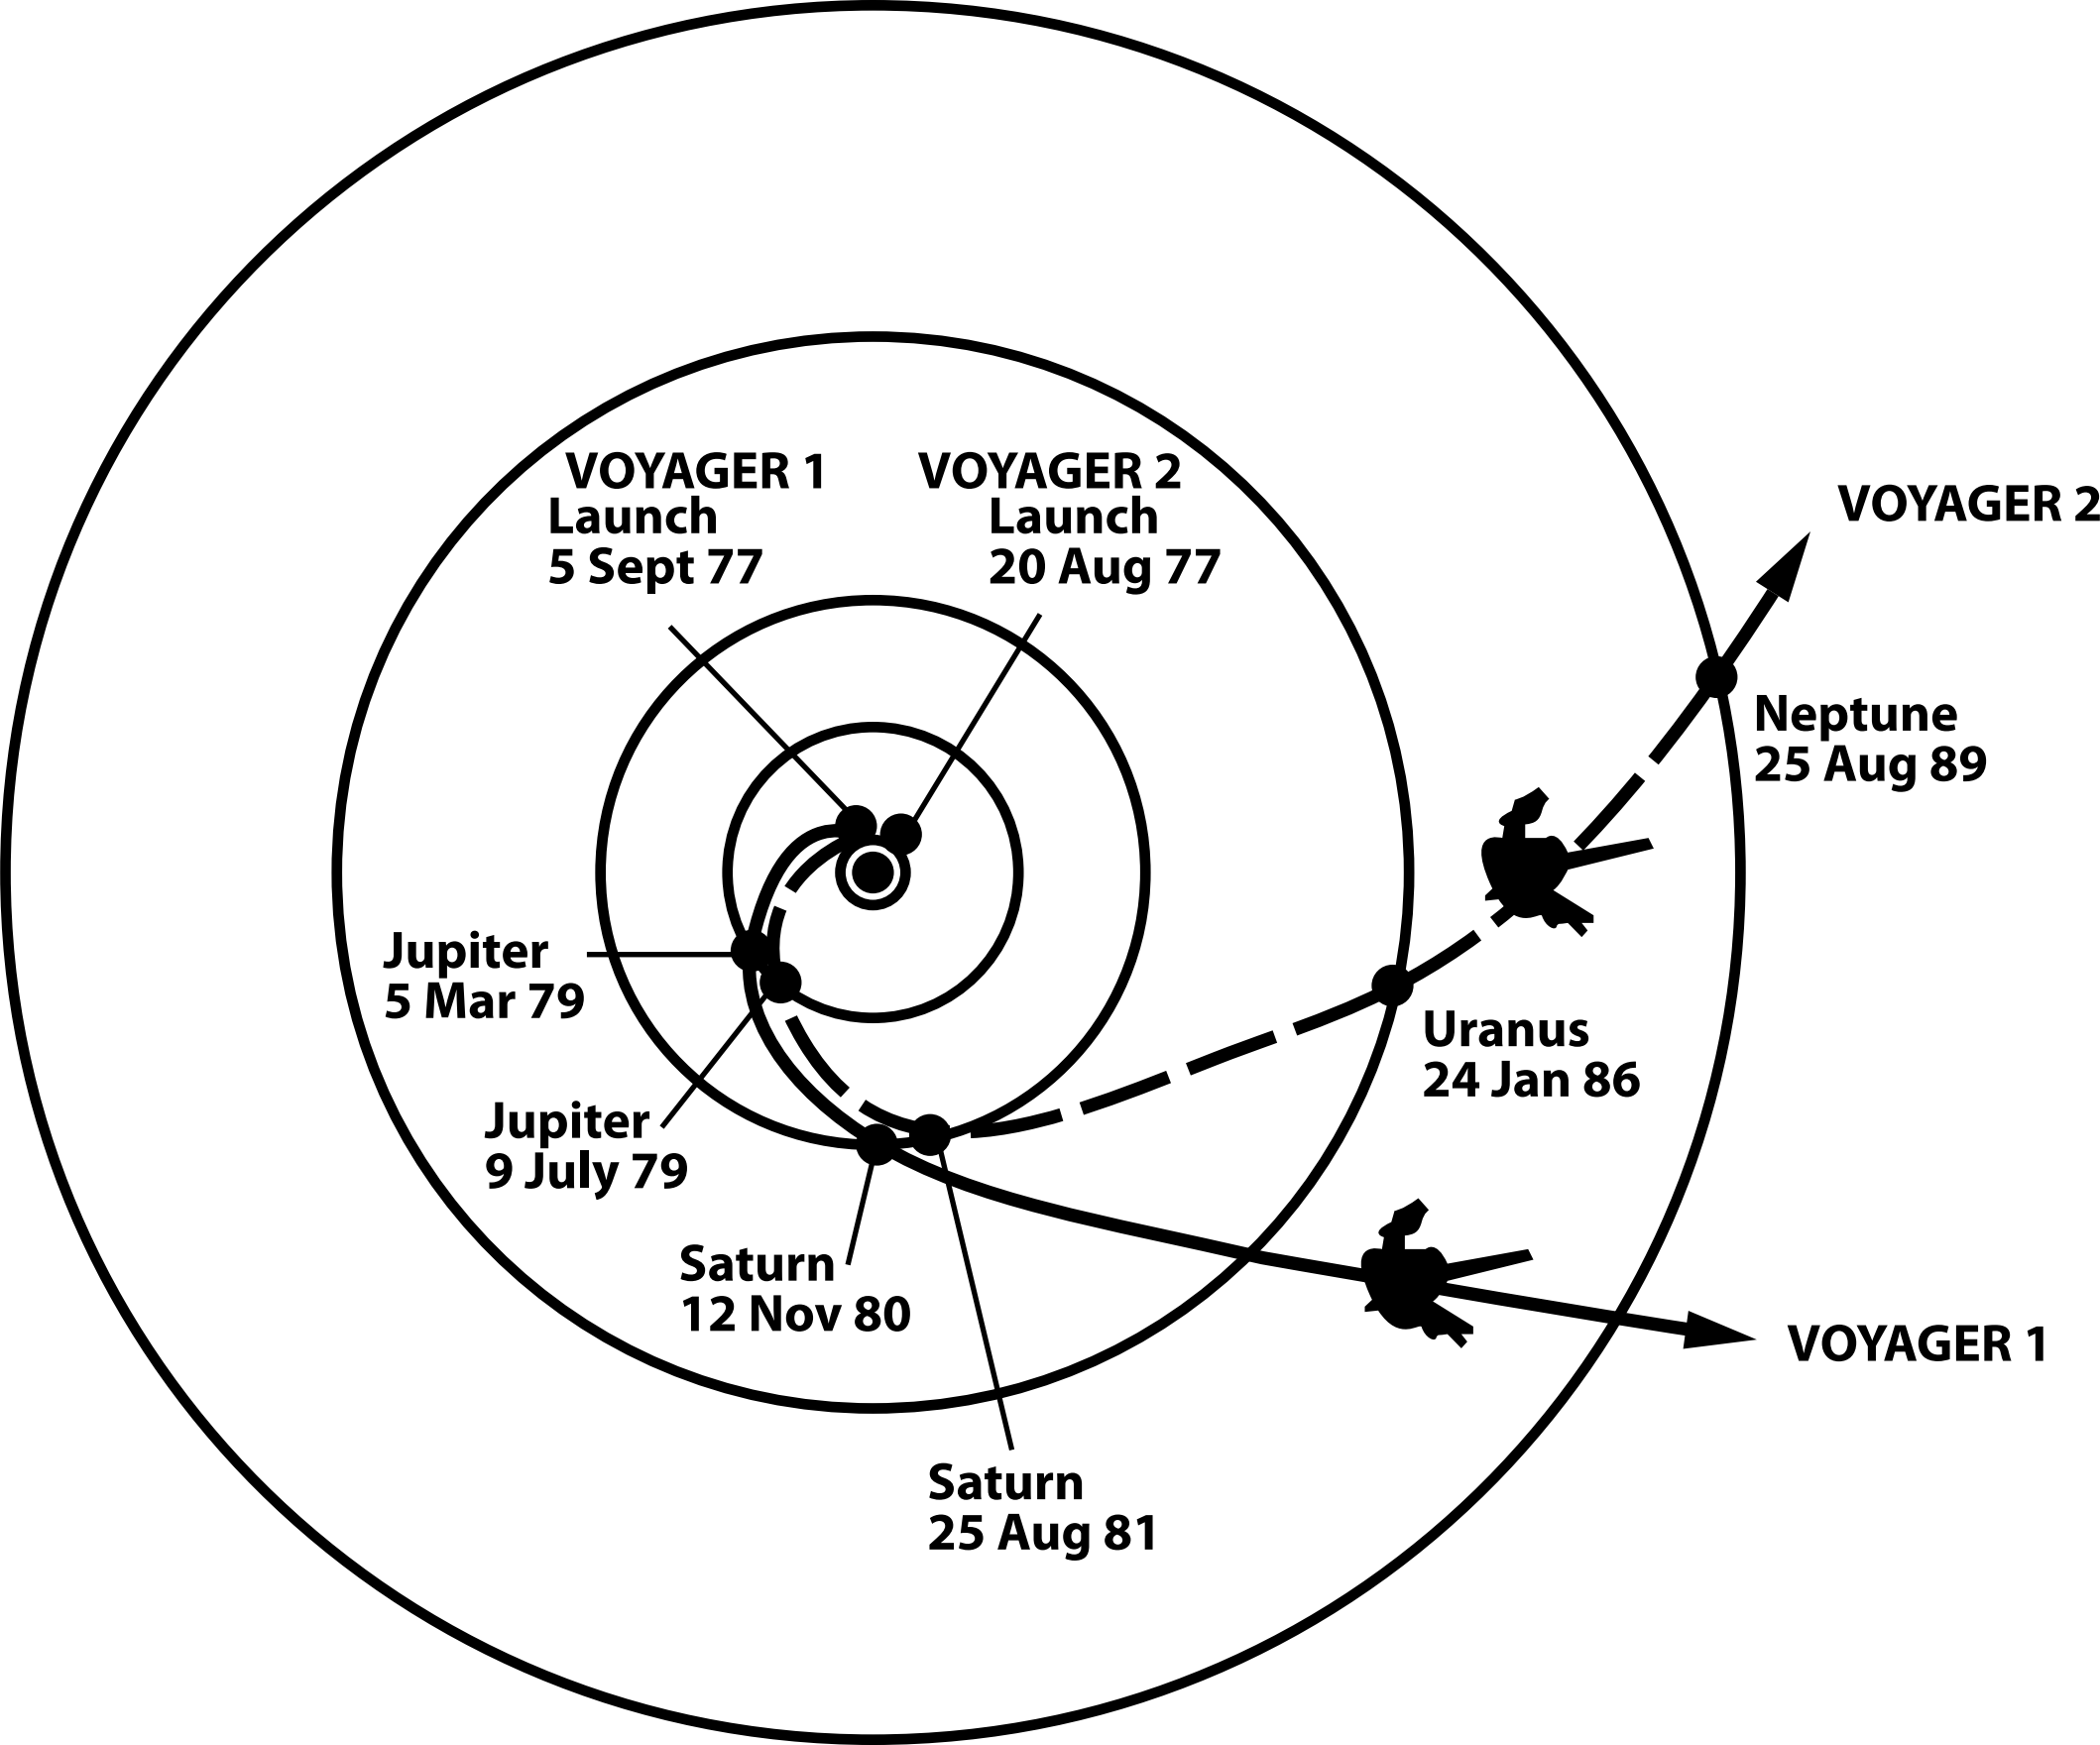 VOYAGER 1
Launch
5 Sept 77
VOYAGER 2
Launch
20 Aug 77
VOYAGER 2
Neptune
25 Aug 89
Jupiter
5 Mar 79
Uranus
24 Jan 86
Jupiter
9 July 79
Saturn
12 Nov 80
VOYAGER 1
Saturn
25 Aug 81